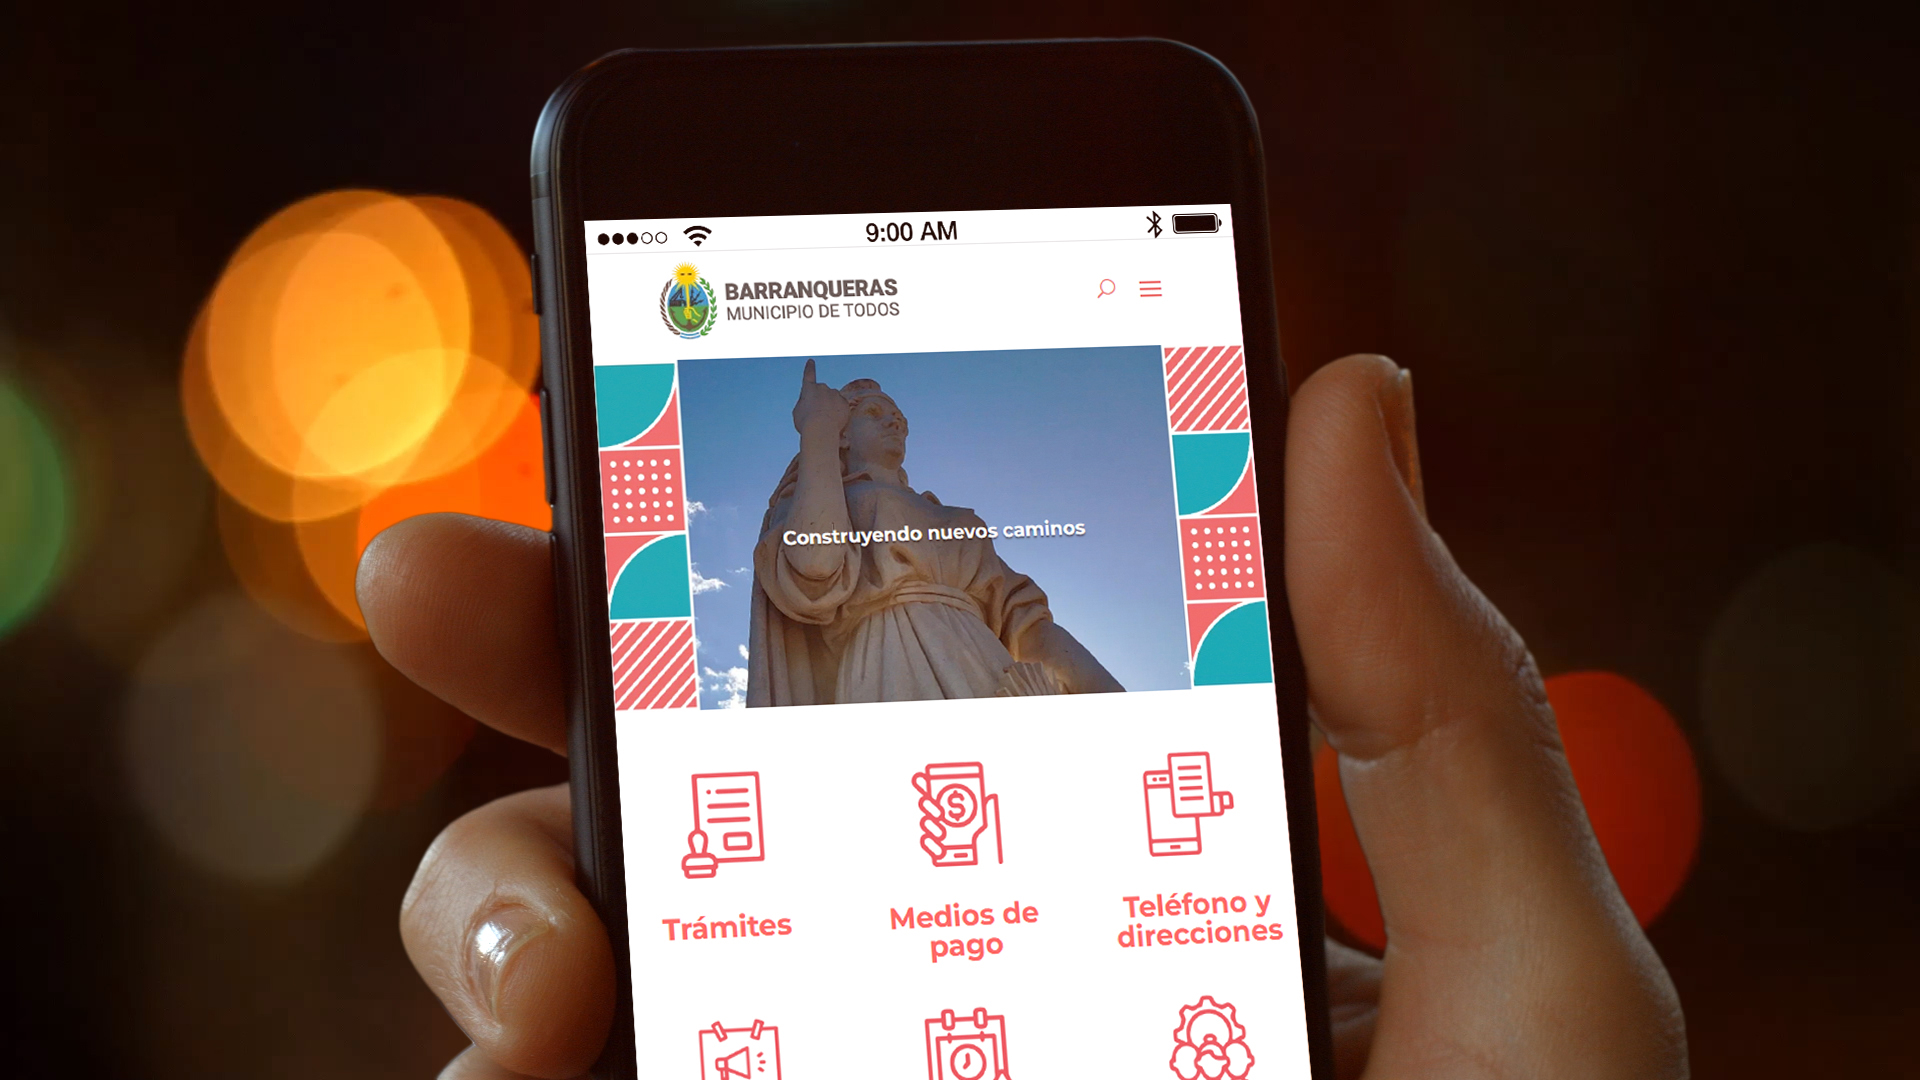 9:00 AM
BARRANQUERAS
MUNICIPIO DE TODOS
Construyendo nuevos caminos
Trámites
Medios de
pago
Teléfono y
direcciones